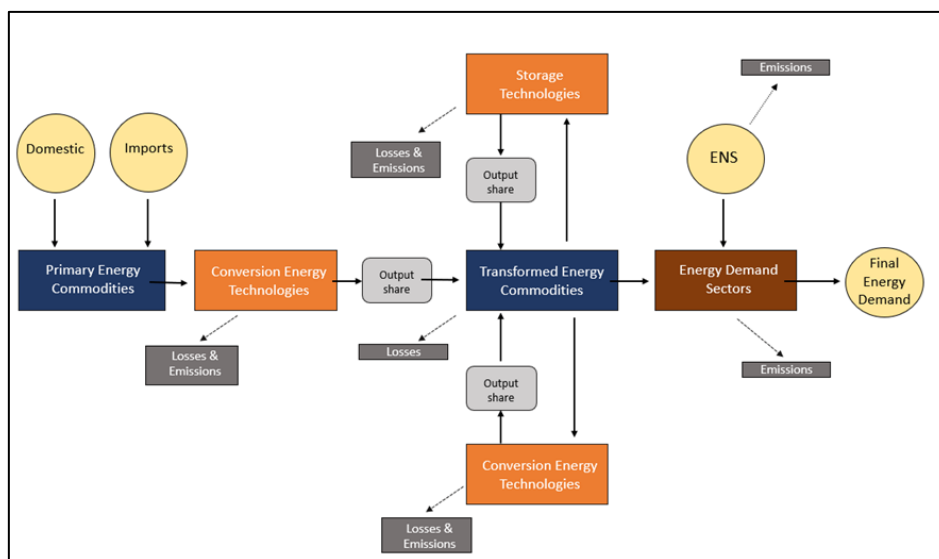 Storage
Technologies
Emissions
Domestic
Imports
Losses &
Emissions
ENS
Output
share
Primary Energy
Commodities
Conversion Energy
Technologies
Output
share
Transformed Energy
Commodities
Energy Demand
Sectors
Final
Energy
Demand
Losses &
Emissions
Losses
Emissions
Output
share
Conversion Energy
Technologies
Losses &
Emissions